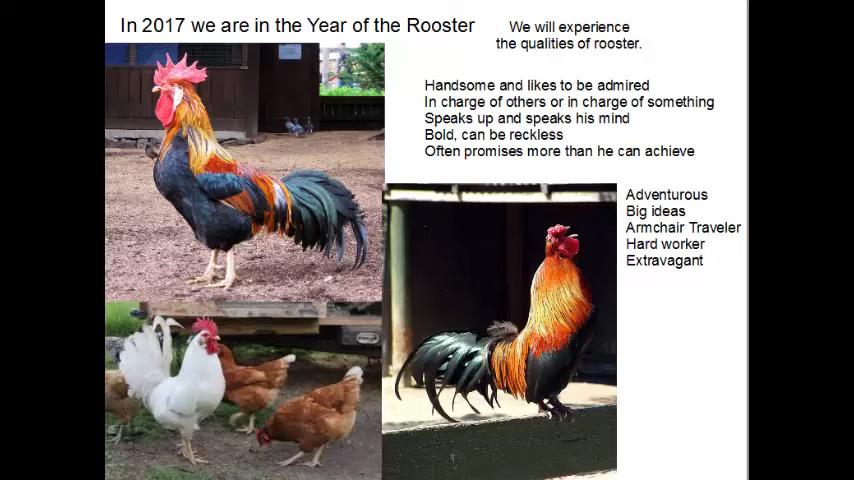 In 2017 we are in the Year of the Rooster
We will experience
the qualities of rooster.
Handsome and likes to be admired
In charge of others or in charge of something
Speaks up and speaks his mind
Bold, can be reckless
Often promises more than he can achieve
Adventurous
Big ideas
Armchair Traveler
Hard worker
Extravagant